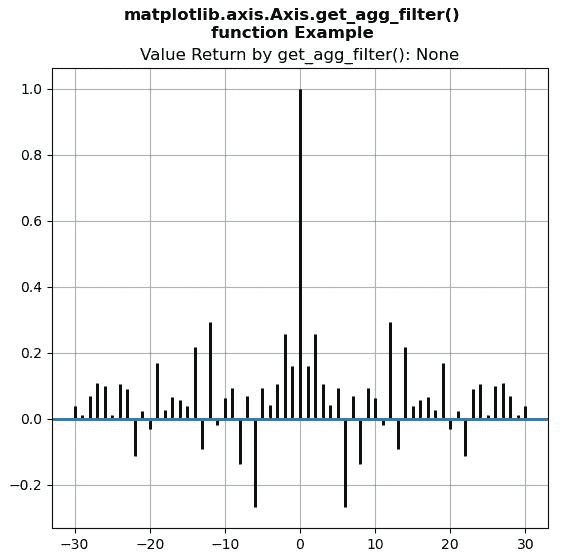 matplotlib.axis.Axis.get_agg_filter()
function Example
Value Return by get_agg_filter(): None
1.0
0.8
0.6
0.4
0.2
0.0
−0.2
−30 −20 −10 0 10 20 30